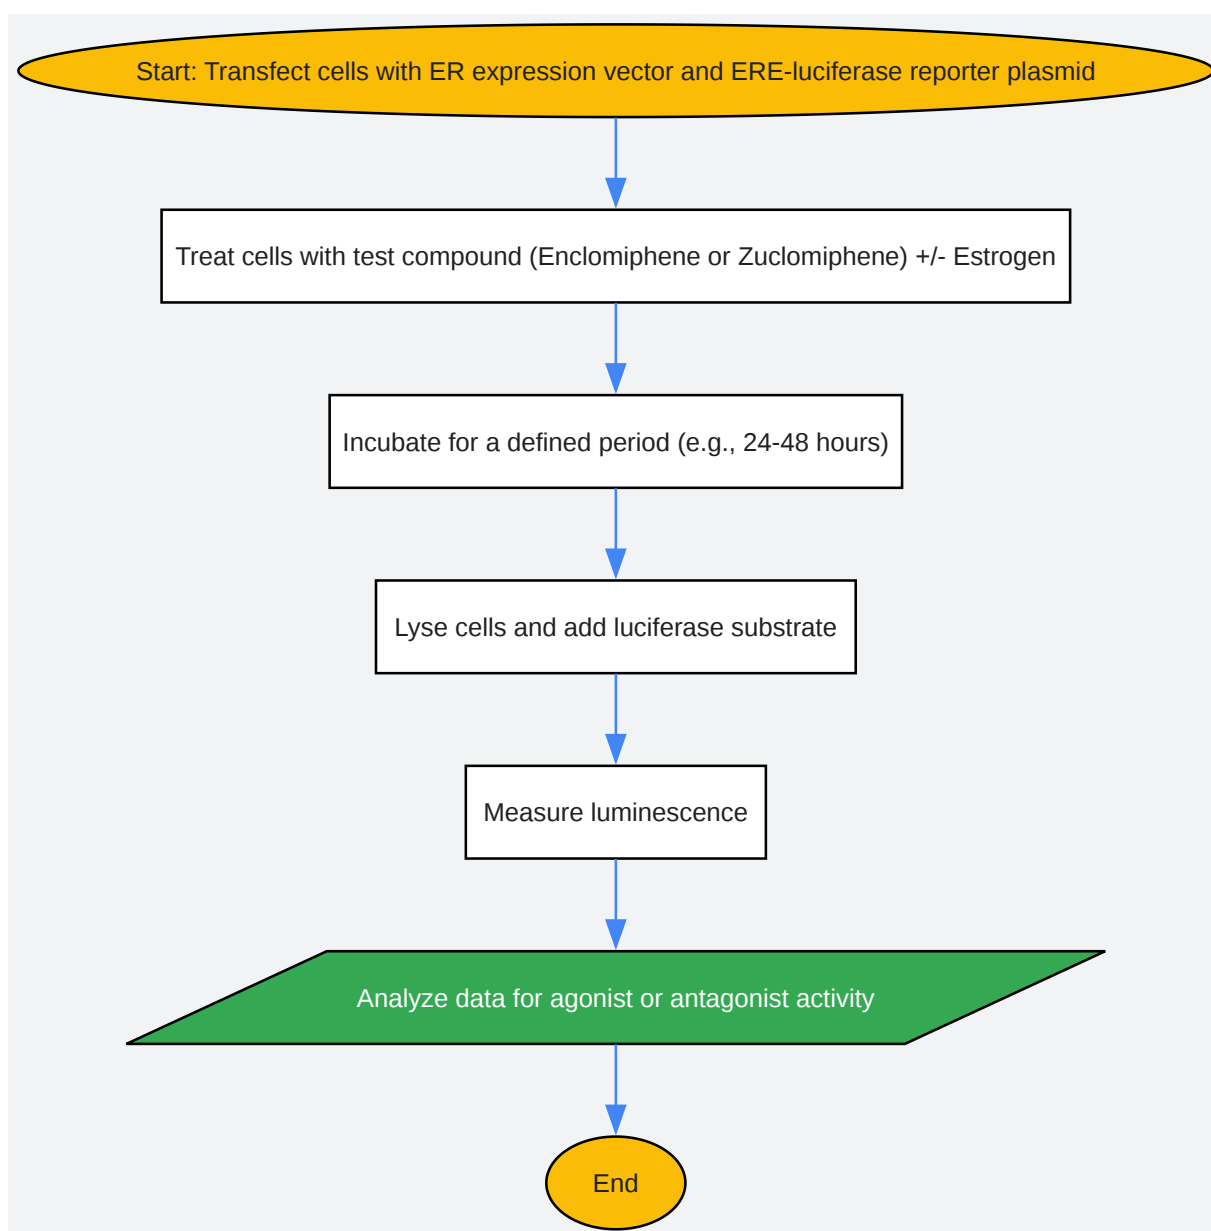 Start: Transfect cells with ER expression vector and ERE-luciferase reporter plasmid
Treat cells with test compound (Enclomiphene or Zuclomiphene) +/- Estrogen
Incubate for a defined period (e.g., 24-48 hours)
Lyse cells and add luciferase substrate
Measure luminescence
Analyze data for agonist or antagonist activity
End